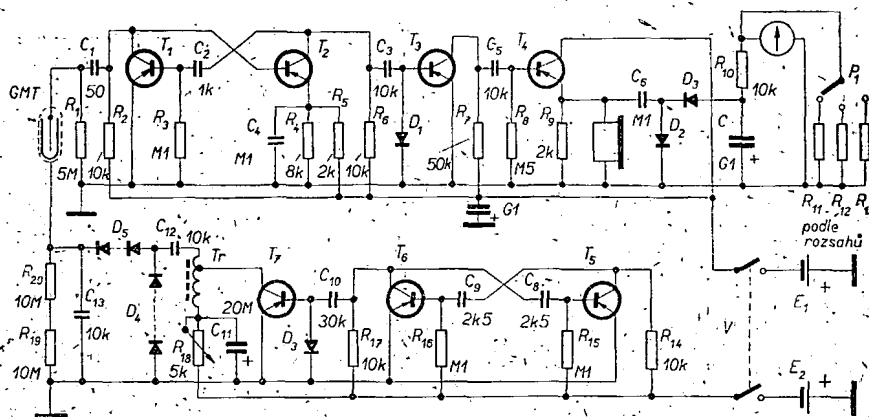 C1
50
GMT
R1
5M
R2
10k
T1
C2
1k
R3
M1
T2
C4
M1
R4
8k
R5
2k
R6
10k
C3
10k
T3
D1
R7
50k
C5
10k
R8
M5
T4
R9
2k
C6
M1
D2
D3
C
G1
+
R10
10k
P1
R11
R12
podle
rozsahů
G1
+
R20
10M
R19
10M
C13
10k
D5
D4
C12
10k
Tr
20M
C11
+
R18
5k
T7
D3
C10
30k
R17
10k
T6
R16
M1
C9
2k5
C8
2k5
R15
M1
T5
R14
10k
V
E1
+
E2
+